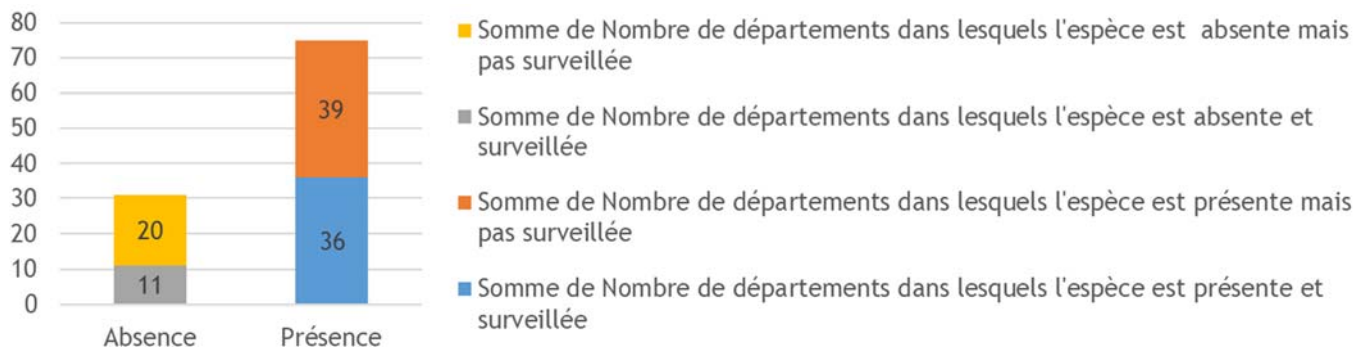 80
70
60
50
40
30
20
10
0
20
11
39
36
Absence
Présence
Somme de Nombre de départements dans lesquels l'espèce est  absente mais
pas surveillée
Somme de Nombre de départements dans lesquels l'espèce est absente et
surveillée
Somme de Nombre de départements dans lesquels l'espèce est présente mais
pas surveillée
Somme de Nombre de départements dans lesquels l'espèce est présente et
surveillée